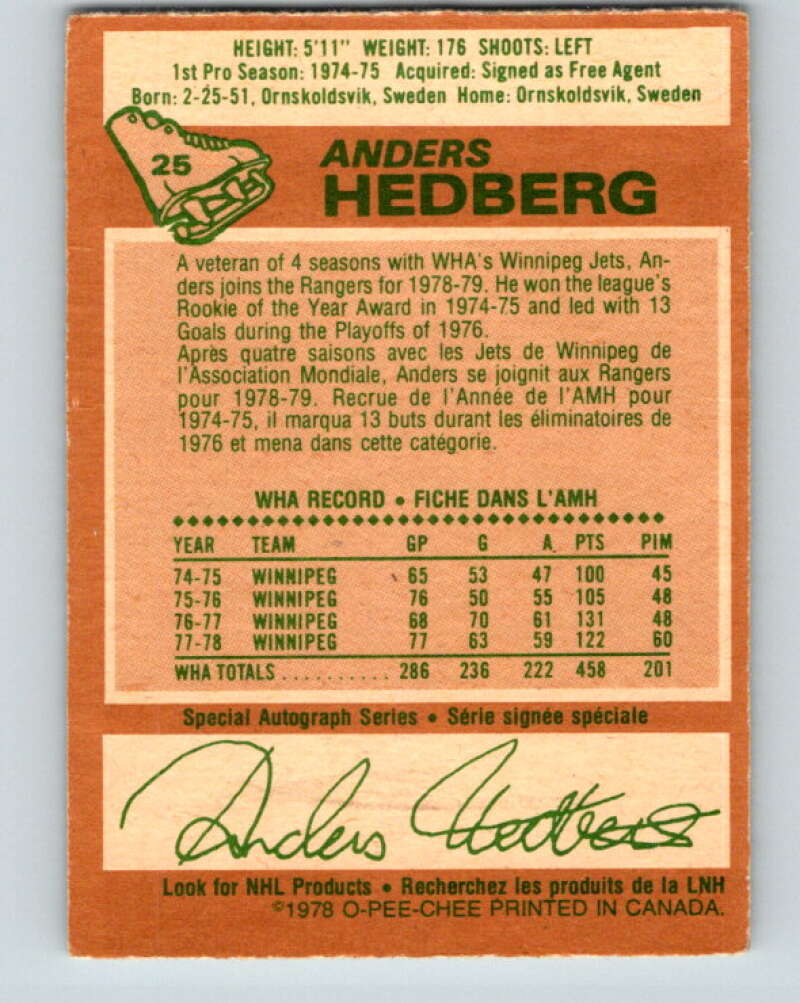 HEIGHT: 5'11" WEIGHT: 176 SHOOTS: LEFT
1st Pro Season: 1974-75 Acquired: Signed as Free Agent
Born: 2-25-51, Ornskoldsvik, Sweden Home: Ornskoldsvik, Sweden
25
ANDERS
HEDBERG
A veteran of 4 seasons with WHA's Winnipeg Jets, An-
ders joins the Rangers for 1978-79. He won the league's
Rookie of the Year Award in 1974-75 and led with 13
Goals during the Playoffs of 1976.
Après quatre saisons avec les Jets de Winnipeg de
l'Association Mondiale, Anders se joignit aux Rangers
pour 1978-79. Recrue de l'Année de l'AMH pour
1974-75, il marqua 13 buts durant les éliminatoires de
1976 et mena dans cette catégorie.
WHA RECORD • FICHE DANS L'AMH
YEAR TEAM GP G A PTS PIM
74-75 WINNIPEG 65 53 47 100 45
75-76 WINNIPEG 76 50 55 105 48
76-77 WINNIPEG 68 70 61 131 48
77-78 WINNIPEG 77 63 59 122 60
WHA TOTALS .......... 286 236 222 458 201
Special Autograph Series • Série signée spéciale
Anders Hedberg
Look for NHL Products • Recherchez les produits de la LNH
©1978 O-PEE-CHEE PRINTED IN CANADA.